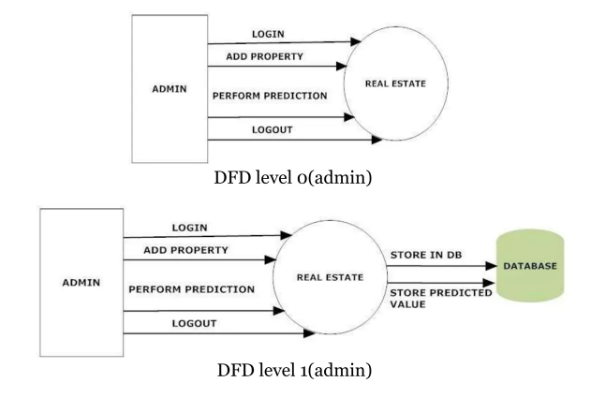 LOGIN
ADD PROPERTY
ADMIN
REAL ESTATE
PERFORM PREDICTION
LOGOUT
DFD level 0(admin)
LOGIN
ADD PROPERTY
ADMIN
PERFORM PREDICTION
LOGOUT
REAL ESTATE
STORE IN DB
STORE PREDICTED
VALUE
DATABASE
DFD level 1(admin)